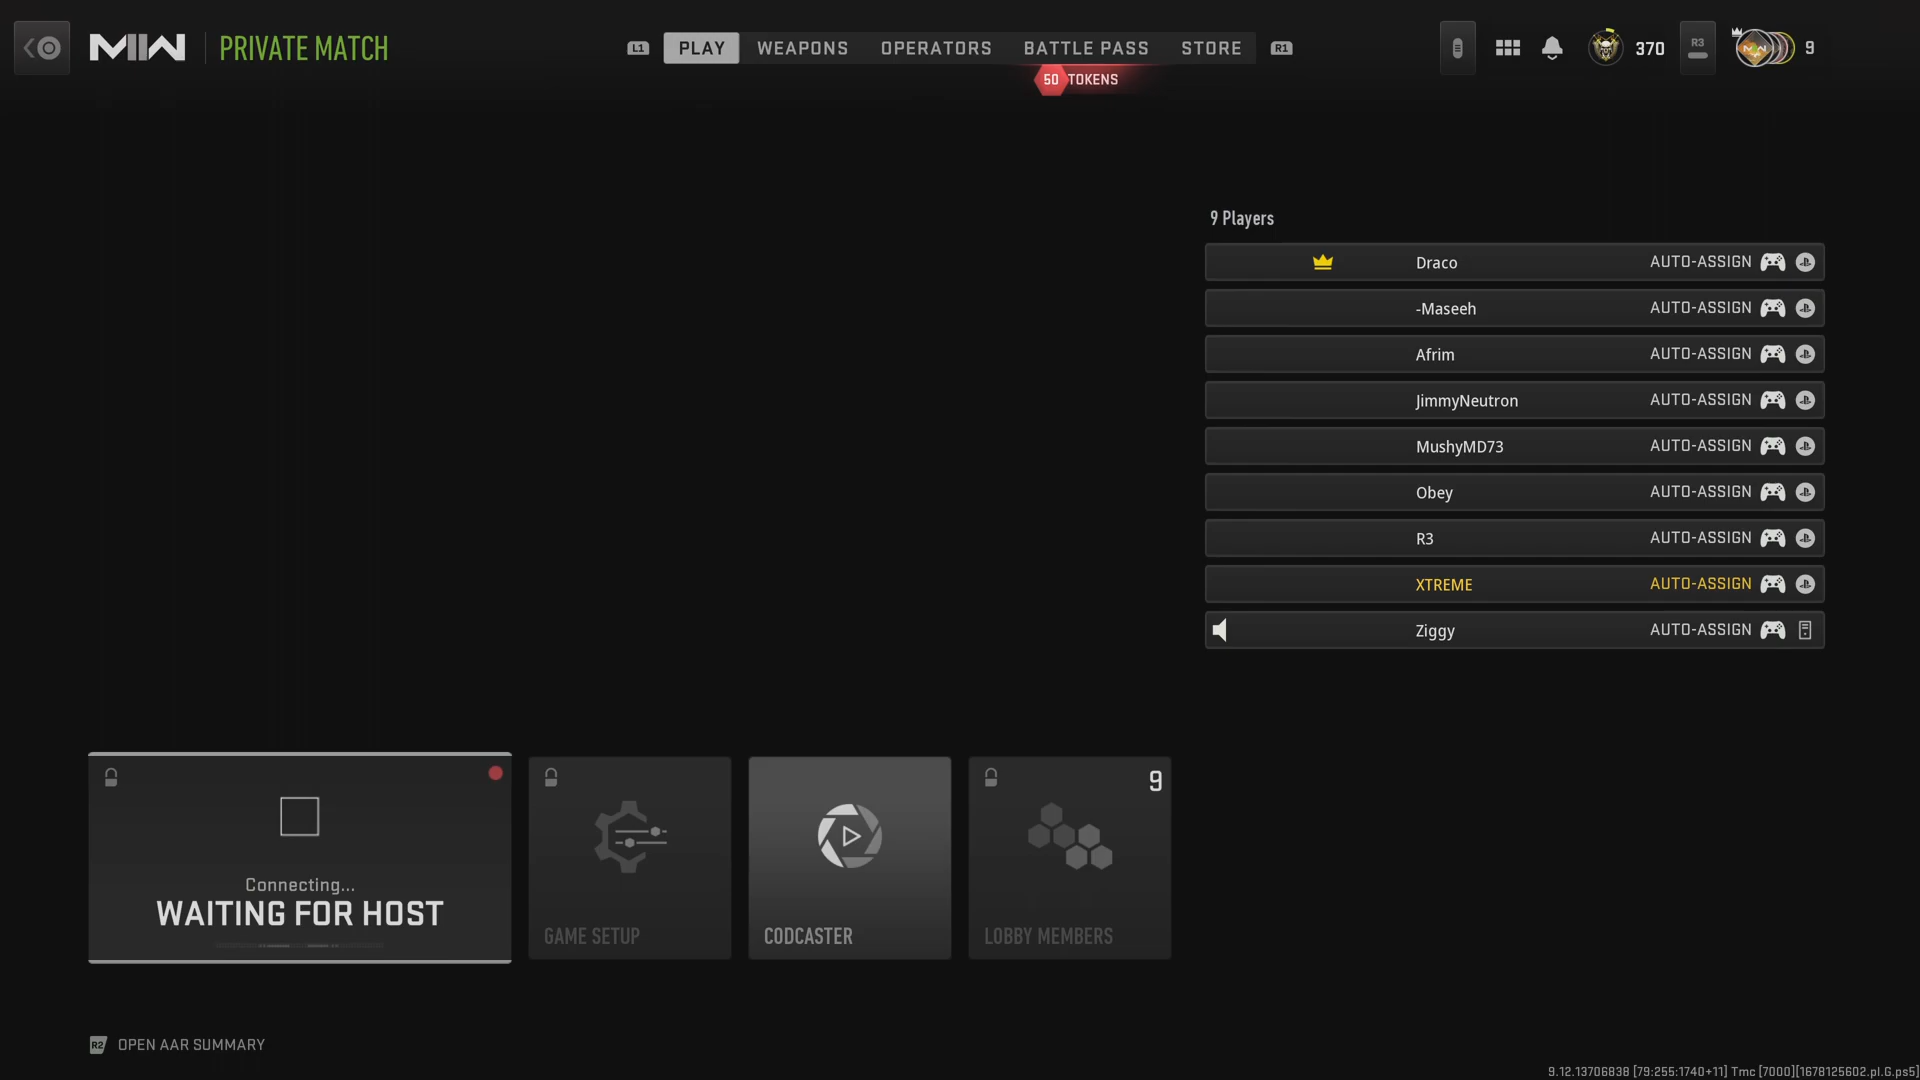 MWII PRIVATE MATCH
L1 PLAY WEAPONS OPERATORS BATTLE PASS STORE R1
50 TOKENS
370 R3 9
9 Players
Draco AUTO-ASSIGN
-Maseeh AUTO-ASSIGN
Afrim AUTO-ASSIGN
JimmyNeutron AUTO-ASSIGN
MushyMD73 AUTO-ASSIGN
Obey AUTO-ASSIGN
R3 AUTO-ASSIGN
XTREME AUTO-ASSIGN
Ziggy AUTO-ASSIGN
Connecting...
WAITING FOR HOST
GAME SETUP
CODCASTER
9
LOBBY MEMBERS
R2 OPEN AAR SUMMARY
9.12.13706838 [79:255:1740+11] Tmc [7000][1678125602.pl.G.ps5]